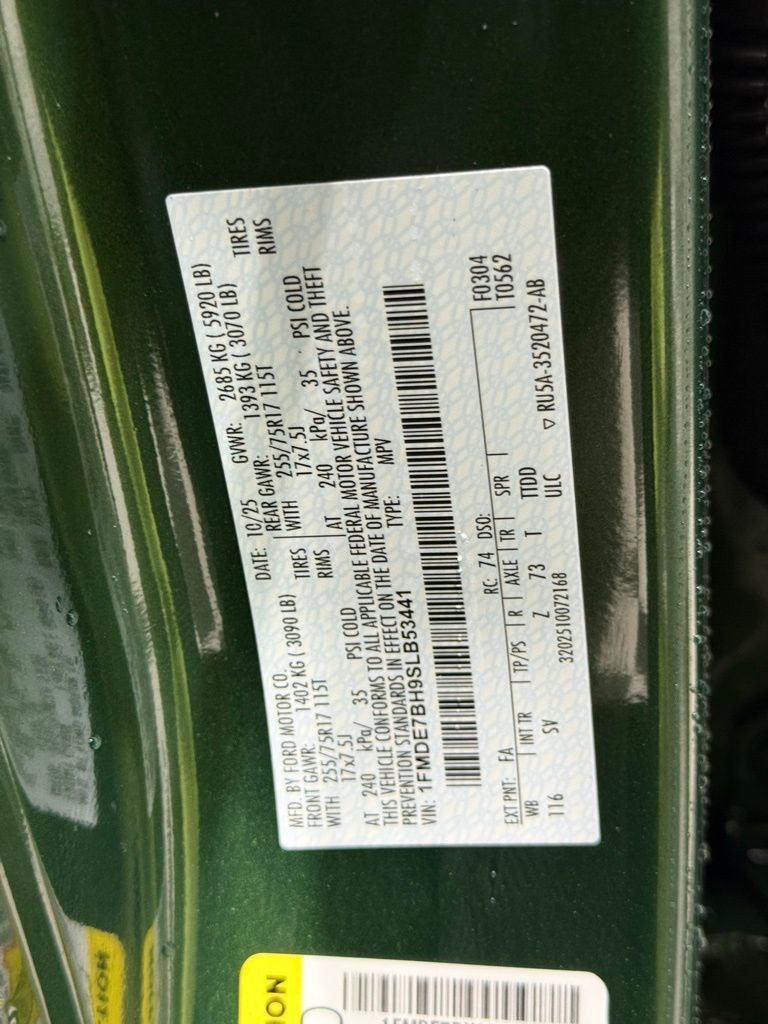 MFD. BY FORD MOTOR CO.
DATE: 10/25 GVWR: 2685 KG ( 5920 LB)
FRONT GAWR: 1402 KG ( 3090 LB)
REAR GAWR: 1393 KG ( 3070 LB)
WITH 255/75R17 115T TIRES
WITH 255/75R17 115T TIRES
17x7.5J RIMS
17x7.5J RIMS
AT 240 kPa/ 35 PSI COLD
AT 240 kPa/ 35 PSI COLD
THIS VEHICLE CONFORMS TO ALL APPLICABLE FEDERAL MOTOR VEHICLE SAFETY AND THEFT
PREVENTION STANDARDS IN EFFECT ON THE DATE OF MANUFACTURE SHOWN ABOVE.
VIN: 1FMDE7BH9SLB53441 TYPE: MPV
F0304
T0562
EXT PNT: FA RC: 74 DSO:
WB INT TR TP/PS R AXLE TR SPR
116 SV Z 73 T TTDD
3202510072168 ULC ▽ RU5A-3520472-AB